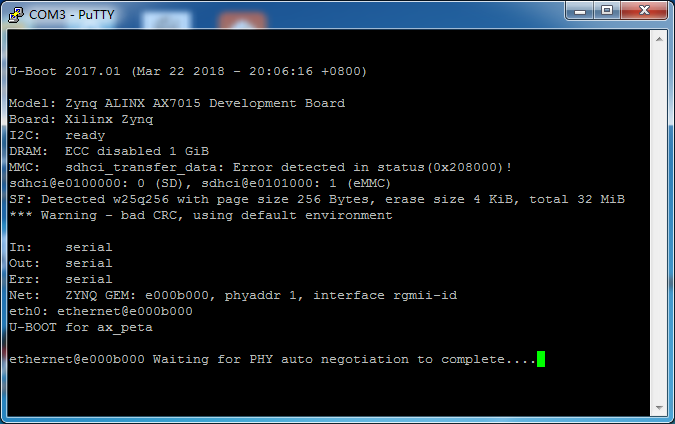 COM3 - PuTTY
U-Boot 2017.01 (Mar 22 2018 - 20:06:16 +0800)
Model: Zynq ALINX AX7015 Development Board
Board: Xilinx Zynq
I2C:   ready
DRAM:  ECC disabled 1 GiB
MMC:   sdhci_transfer_data: Error detected in status(0x208000)!
sdhci@e0100000: 0 (SD), sdhci@e0101000: 1 (eMMC)
SF: Detected w25q256 with page size 256 Bytes, erase size 4 KiB, total 32 MiB
*** Warning - bad CRC, using default environment
In:    serial
Out:   serial
Err:   serial
Net:   ZYNQ GEM: e000b000, phyaddr 1, interface rgmii-id
eth0: ethernet@e000b000
U-BOOT for ax_peta
ethernet@e000b000 Waiting for PHY auto negotiation to complete....